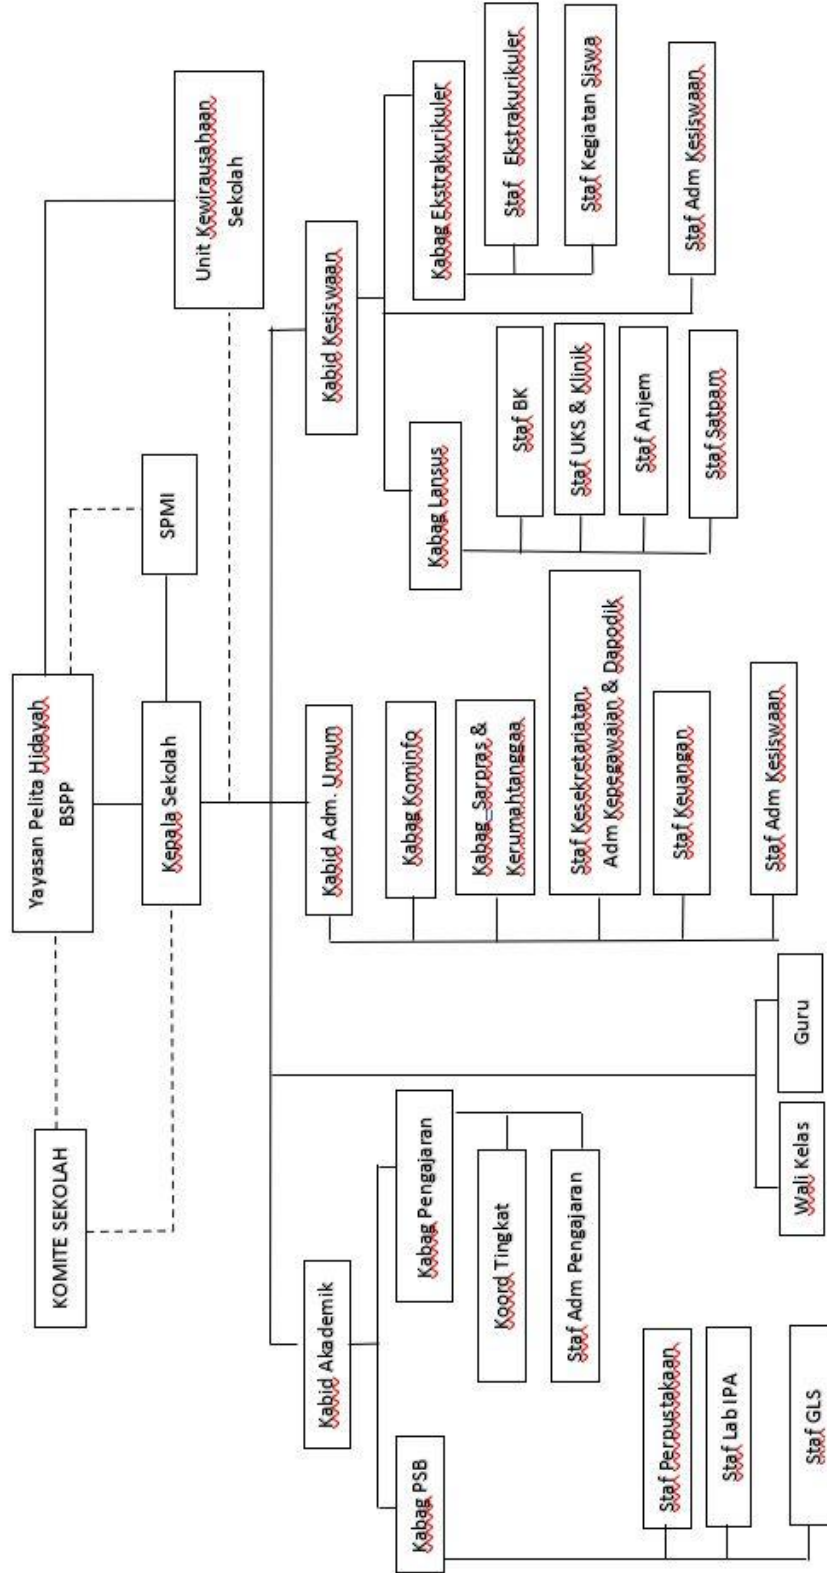 Yayasan Pelita Hidayah
BSPP
KOMITE SEKOLAH
Kepala Sekolah
SPMI
Unit Kewirausahaan
Sekolah
Kabid Akademik
Kabid Adm. Umum
Kabid Kesiswaan
Kabag PSB
Kabag Pengajaran
Staf Perpustakaan
Staf Lab IPA
Staf GLS
Koord Tingkat
Staf Adm Pengajaran
Wali Kelas
Guru
Kabag Kominfo
Kabag Sarpras &
Kerumahtanggaa
Staf Kesekretariatan,
Adm Kepegawaian & Dapodik
Staf Keuangan
Staf Adm Kesiswaan
Kabag Lansus
Staf BK
Staf UKS & Klinik
Staf Anjem
Staf Satpam
Kabag Ekstrakurikuler
Staf Ekstrakurikuler
Staf Kegiatan Siswa
Staf Adm Kesiswaan